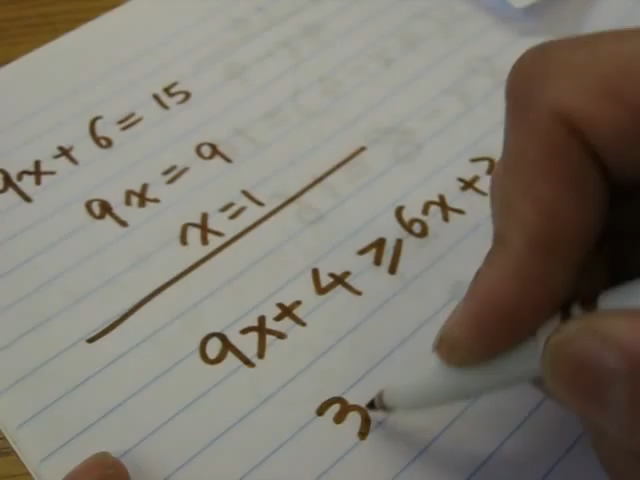 9x + 6 = 15
9x = 9
x = 1
9x + 4 ≥ 6x +
3